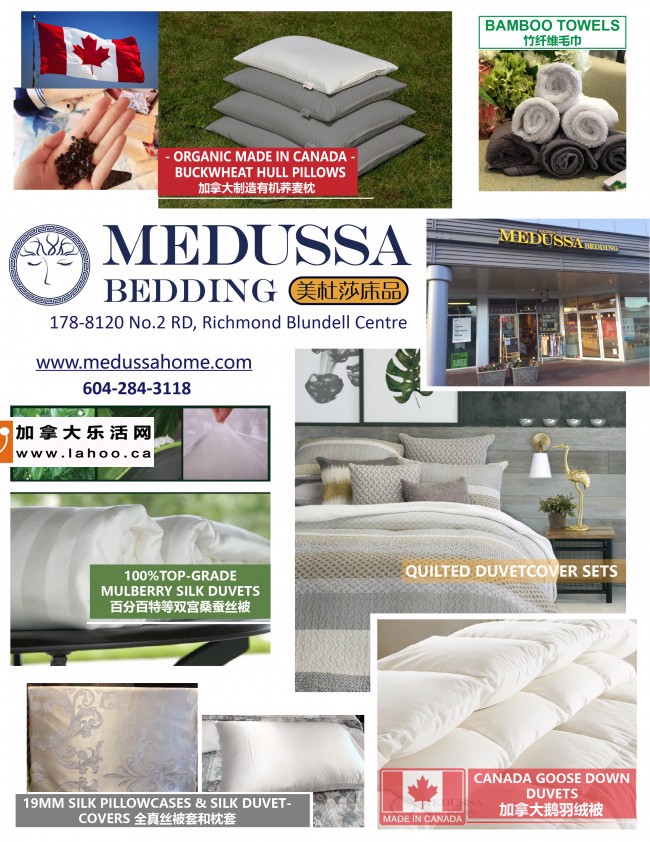 BAMBOO TOWELS
竹纤维毛巾
- ORGANIC MADE IN CANADA -
BUCKWHEAT HULL PILLOWS
加拿大制造有机荞麦枕
MEDUSSA
BEDDING 美杜莎床品
178-8120 No.2 RD, Richmond Blundell Centre
MEDUSSA BEDDING
www.medussahome.com
604-284-3118
加拿大乐活网
www.lahoo.ca
100%TOP-GRADE
MULBERRY SILK DUVETS
百分百特等双宫桑蚕丝被
QUILTED DUVETCOVER SETS
CANADA GOOSE DOWN
DUVETS
加拿大鹅羽绒被
MEDUSSA
MADE IN CANADA
19MM SILK PILLOWCASES & SILK DUVET-
COVERS 全真丝被套和枕套